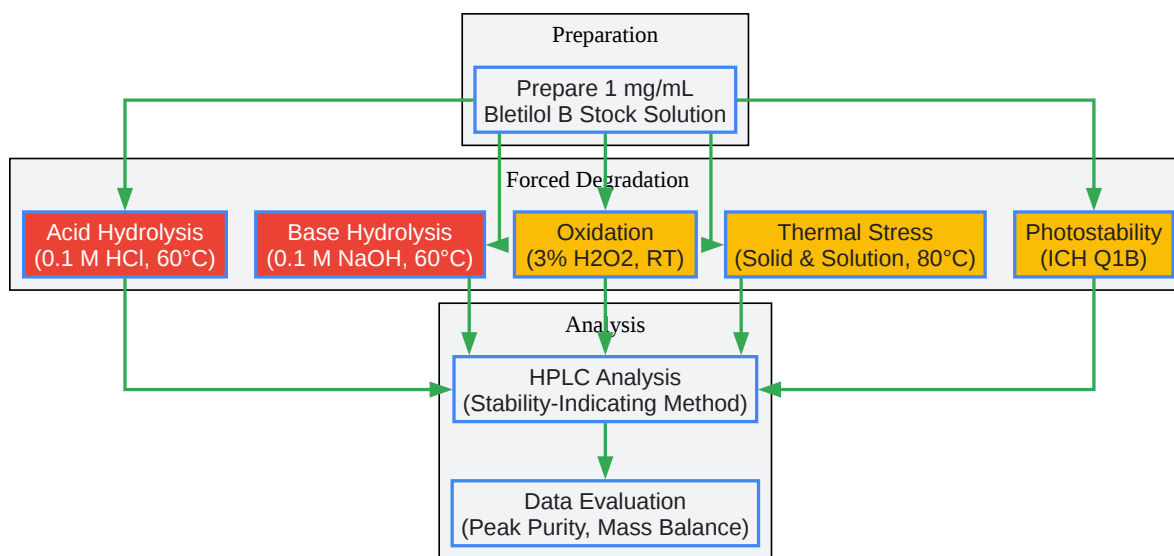 Preparation
Prepare 1 mg/mL
Bletilol B Stock Solution
Forced Degradation
Acid Hydrolysis
(0.1 M HCl, 60°C)
Base Hydrolysis
(0.1 M NaOH, 60°C)
Oxidation
(3% H2O2, RT)
Thermal Stress
(Solid & Solution, 80°C)
Photostability
(ICH Q1B)
Analysis
HPLC Analysis
(Stability-Indicating Method)
Data Evaluation
(Peak Purity, Mass Balance)